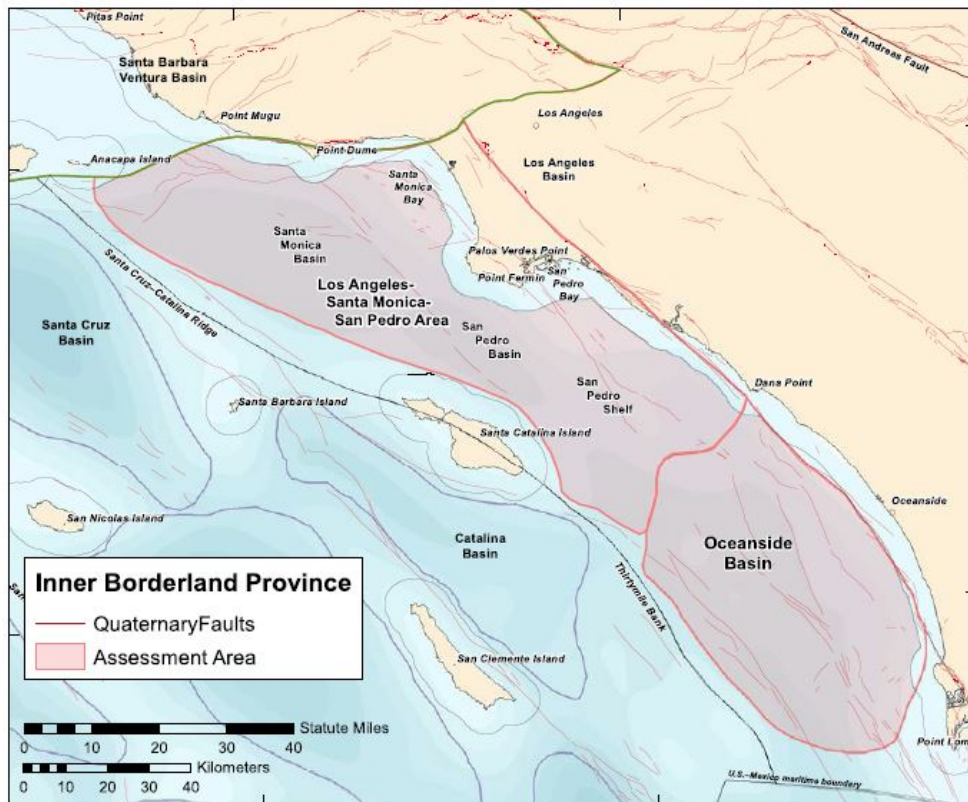 Pitas Point
Santa Barbara
Ventura Basin
San Andreas Fault
Point Mugu
Los Angeles
Point Dume
Anacapa Island
Los Angeles
Basin
Santa
Monica
Bay
Santa
Monica
Basin
Palos Verdes Point
Point Fermin
San
Pedro
Bay
Santa Cruz-Catalina Ridge
Los Angeles-
Santa Monica-
San Pedro Area
Santa Cruz
Basin
San
Pedro
Basin
San
Pedro
Shelf
Dana Point
Santa Barbara Island
Santa Catalina Island
Oceanside
San Nicolas Island
Catalina
Basin
Oceanside
Basin
Thirtymile Bank
San
San Clemente Island
Inner Borderland Province
QuaternaryFaults
Assessment Area
Statute Miles
0 10 20 30 40
Kilometers
0 10 20 30 40
Point Lom
U.S.-Mexico maritime boundary